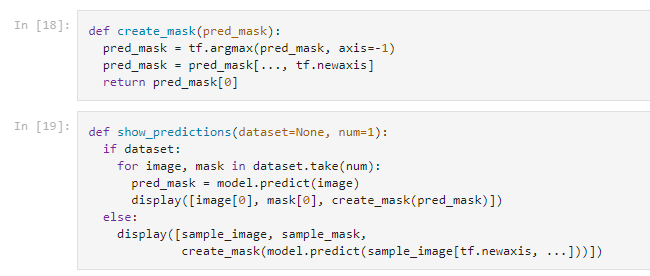 In [18]:
def create_mask(pred_mask):
  pred_mask = tf.argmax(pred_mask, axis=-1)
  pred_mask = pred_mask[..., tf.newaxis]
  return pred_mask[0]
In [19]:
def show_predictions(dataset=None, num=1):
  if dataset:
    for image, mask in dataset.take(num):
      pred_mask = model.predict(image)
      display([image[0], mask[0], create_mask(pred_mask)])
  else:
    display([sample_image, sample_mask,
             create_mask(model.predict(sample_image[tf.newaxis, ...]))])